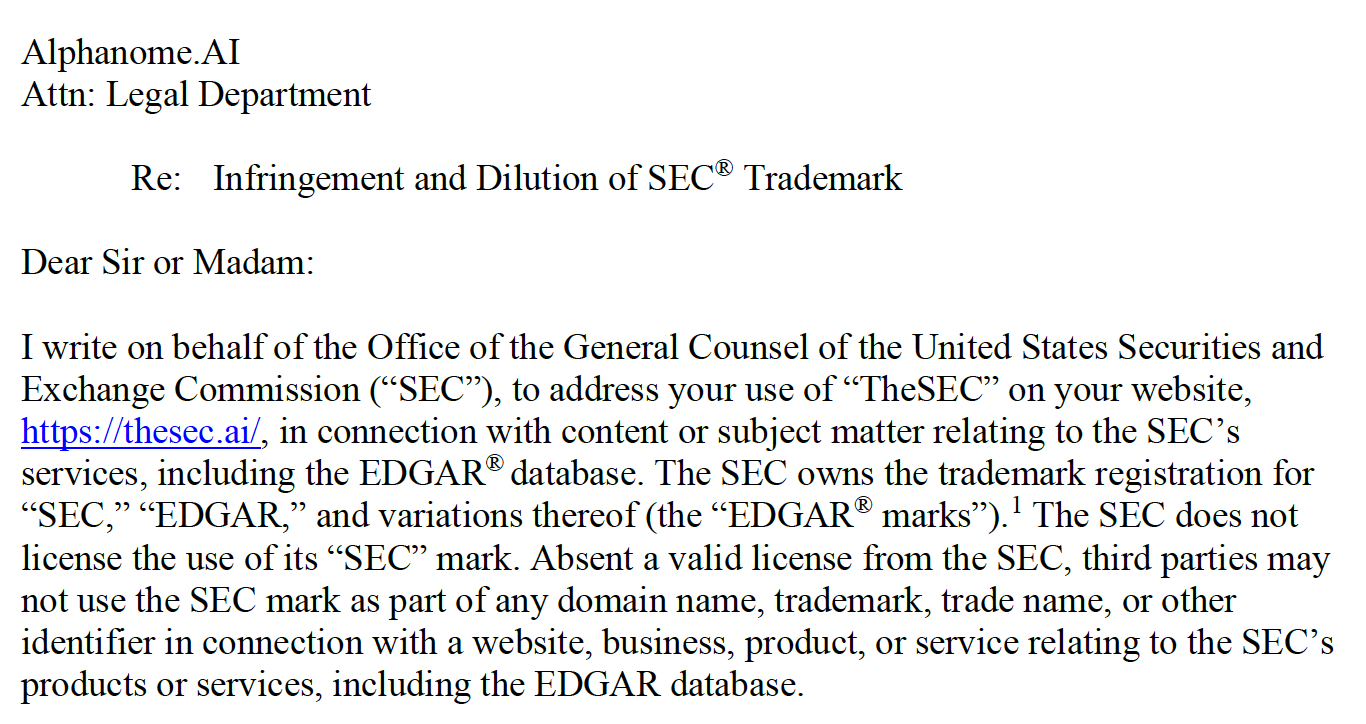 Alphanome.AI
Attn: Legal Department
Re: Infringement and Dilution of SEC® Trademark
Dear Sir or Madam:
I write on behalf of the Office of the General Counsel of the United States Securities and
Exchange Commission (“SEC”), to address your use of “TheSEC” on your website,
https://thesec.ai/, in connection with content or subject matter relating to the SEC’s
services, including the EDGAR® database. The SEC owns the trademark registration for
“SEC,” “EDGAR,” and variations thereof (the “EDGAR® marks”).¹ The SEC does not
license the use of its “SEC” mark. Absent a valid license from the SEC, third parties may
not use the SEC mark as part of any domain name, trademark, trade name, or other
identifier in connection with a website, business, product, or service relating to the SEC’s
products or services, including the EDGAR database.